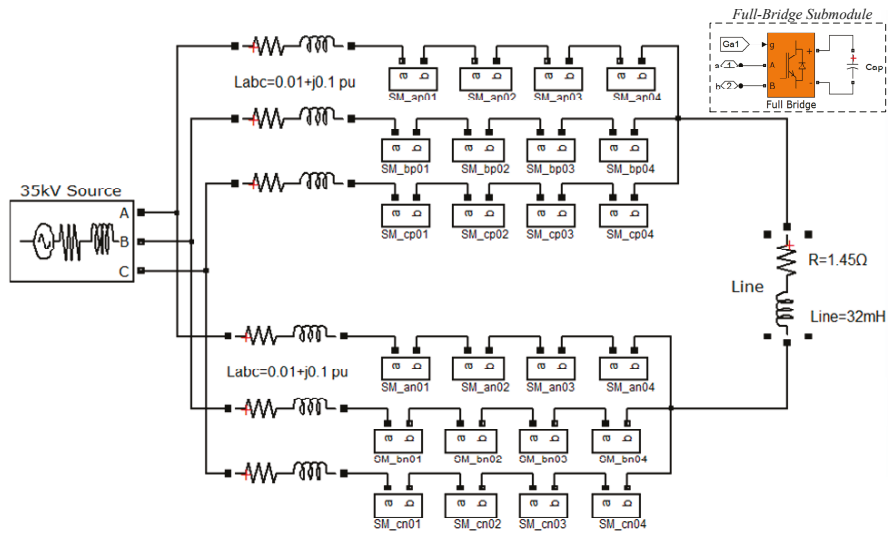 Full-Bridge Submodule
Ga1
g
+
a 1
A
Cap
b 2
B
-
Full Bridge
Labc=0.01+j0.1 pu
a b a b a b a b
SM_ap01 SM_ap02 SM_ap03 SM_ap04
a b a b a b a b
SM_bp01 SM_bp02 SM_bp03 SM_bp04
a b a b a b a b
SM_cp01 SM_cp02 SM_cp03 SM_cp04
35kV Source
A
B
C
Line
R=1.45Ω
Line=32mH
Labc=0.01+j0.1 pu
a b a b a b a b
SM_an01 SM_an02 SM_an03 SM_an04
a b a b a b a b
SM_bn01 SM_bn02 SM_bn03 SM_bn04
a b a b a b a b
SM_cn01 SM_cn02 SM_cn03 SM_cn04